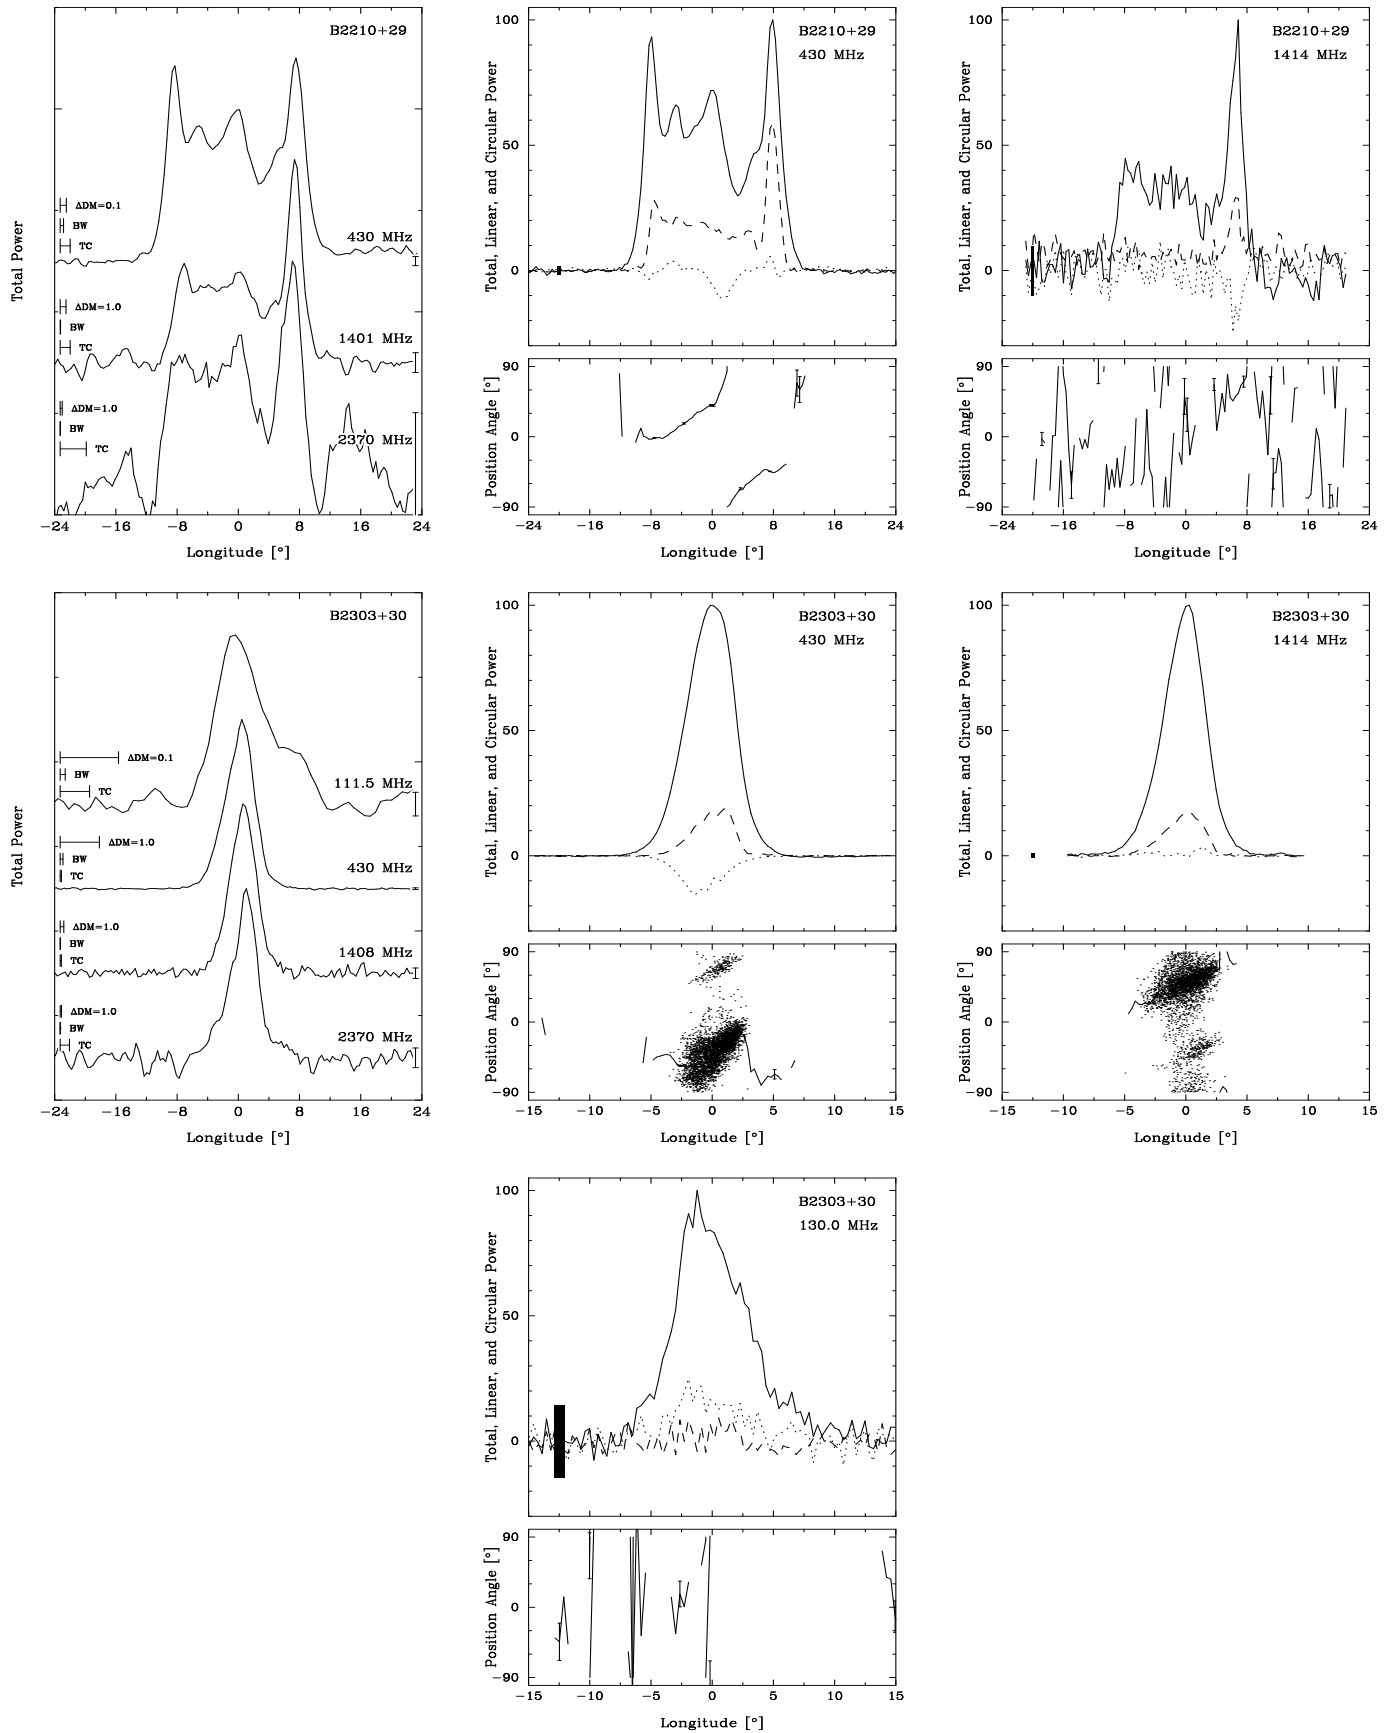 B2210+29
Total Power
ΔDM=0.1
BW
TC
430 MHz
ΔDM=1.0
BW
TC
1401 MHz
ΔDM=1.0
BW
TC
2370 MHz
−24 −16 −8 0 8 16 24
Longitude [°]
B2210+29
430 MHz
Total, Linear, and Circular Power
100
50
0
Position Angle [°]
90
0
−90
−24 −16 −8 0 8 16 24
Longitude [°]
B2210+29
1414 MHz
Total, Linear, and Circular Power
100
50
0
Position Angle [°]
90
0
−90
−24 −16 −8 0 8 16 24
Longitude [°]
B2303+30
Total Power
ΔDM=0.1
BW
TC
111.5 MHz
ΔDM=1.0
BW
TC
430 MHz
ΔDM=1.0
BW
TC
1408 MHz
ΔDM=1.0
BW
TC
2370 MHz
−24 −16 −8 0 8 16 24
Longitude [°]
B2303+30
430 MHz
Total, Linear, and Circular Power
100
50
0
Position Angle [°]
90
0
−90
−15 −10 −5 0 5 10 15
Longitude [°]
B2303+30
1414 MHz
Total, Linear, and Circular Power
100
50
0
Position Angle [°]
90
0
−90
−15 −10 −5 0 5 10 15
Longitude [°]
B2303+30
130.0 MHz
Total, Linear, and Circular Power
100
50
0
Position Angle [°]
90
0
−90
−15 −10 −5 0 5 10 15
Longitude [°]